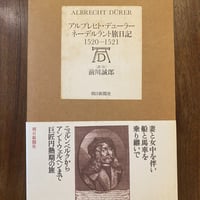 ALBRECHT DÜRER
アルブレヒト・デューラー
ネーデルラント旅日記
1520–1521
前川誠郎
朝日新聞社
妻と女中を伴い
船と馬車を
乗り継いで
ニュルンベルクから
アントウェルペンまで
巨匠円熟期の旅
朝日新聞社